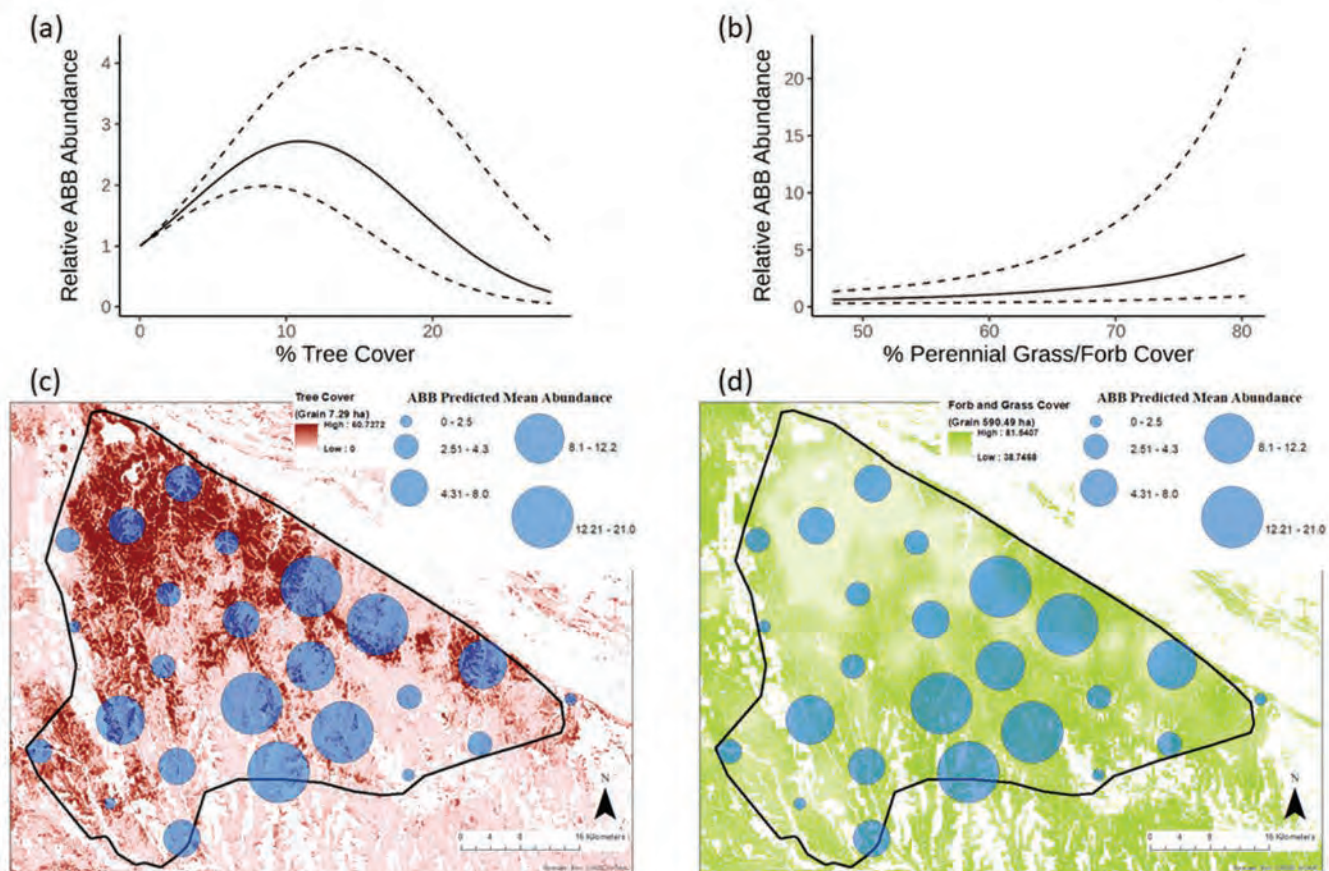 (a)
Relative ABB Abundance
4
3
2
1
0
0 10 20
% Tree Cover
(b)
Relative ABB Abundance
20
15
10
5
0
50 60 70 80
% Perennial Grass/Forb Cover
(c)
Tree Cover
(Grain 7.29 ha)
High : 60.7272
Low : 0
ABB Predicted Mean Abundance
0 - 2.5
2.51 - 4.3
4.31 - 8.0
8.1 - 12.2
12.21 - 21.0
N
0 4 8 16 Kilometers
(d)
Forb and Grass Cover
(Grain 590.49 ha)
High : 81.5407
Low : 38.7468
ABB Predicted Mean Abundance
0 - 2.5
2.51 - 4.3
4.31 - 8.0
8.1 - 12.2
12.21 - 21.0
N
0 4 8 16 Kilometers